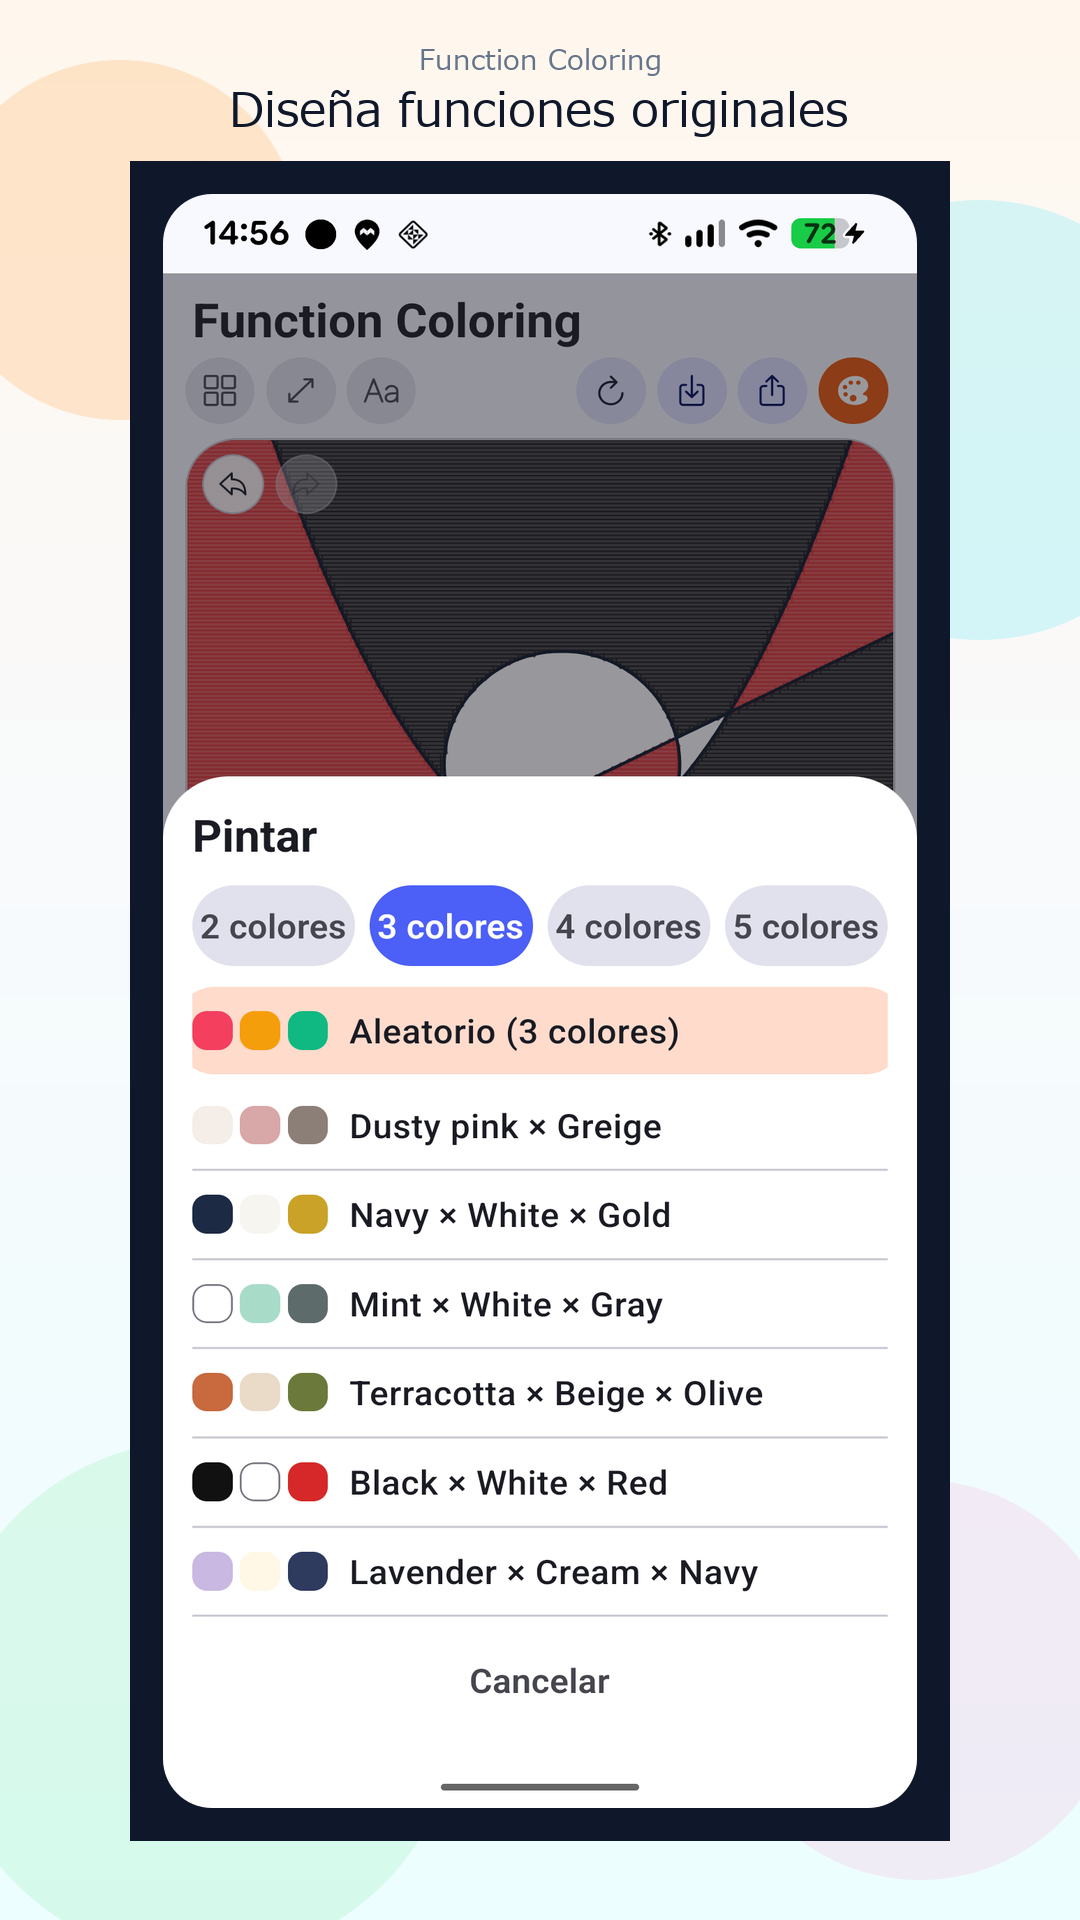 Function Coloring
Diseña funciones originales
14:56
72
Function Coloring
Aa
Pintar
2 colores
3 colores
4 colores
5 colores
Aleatorio (3 colores)
Dusty pink × Greige
Navy × White × Gold
Mint × White × Gray
Terracotta × Beige × Olive
Black × White × Red
Lavender × Cream × Navy
Cancelar